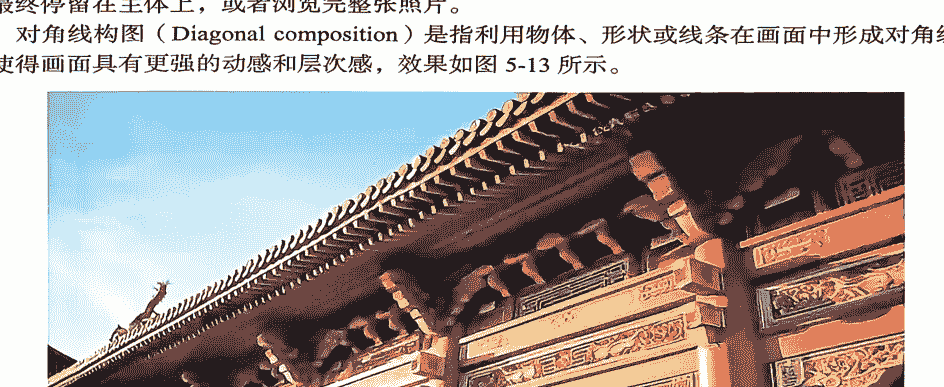 最终停留在主体上，或者浏览完整张照片。
对角线构图（Diagonal composition）是指利用物体、形状或线条在画面中形成对角线
使得画面具有更强的动感和层次感，效果如图 5-13 所示。